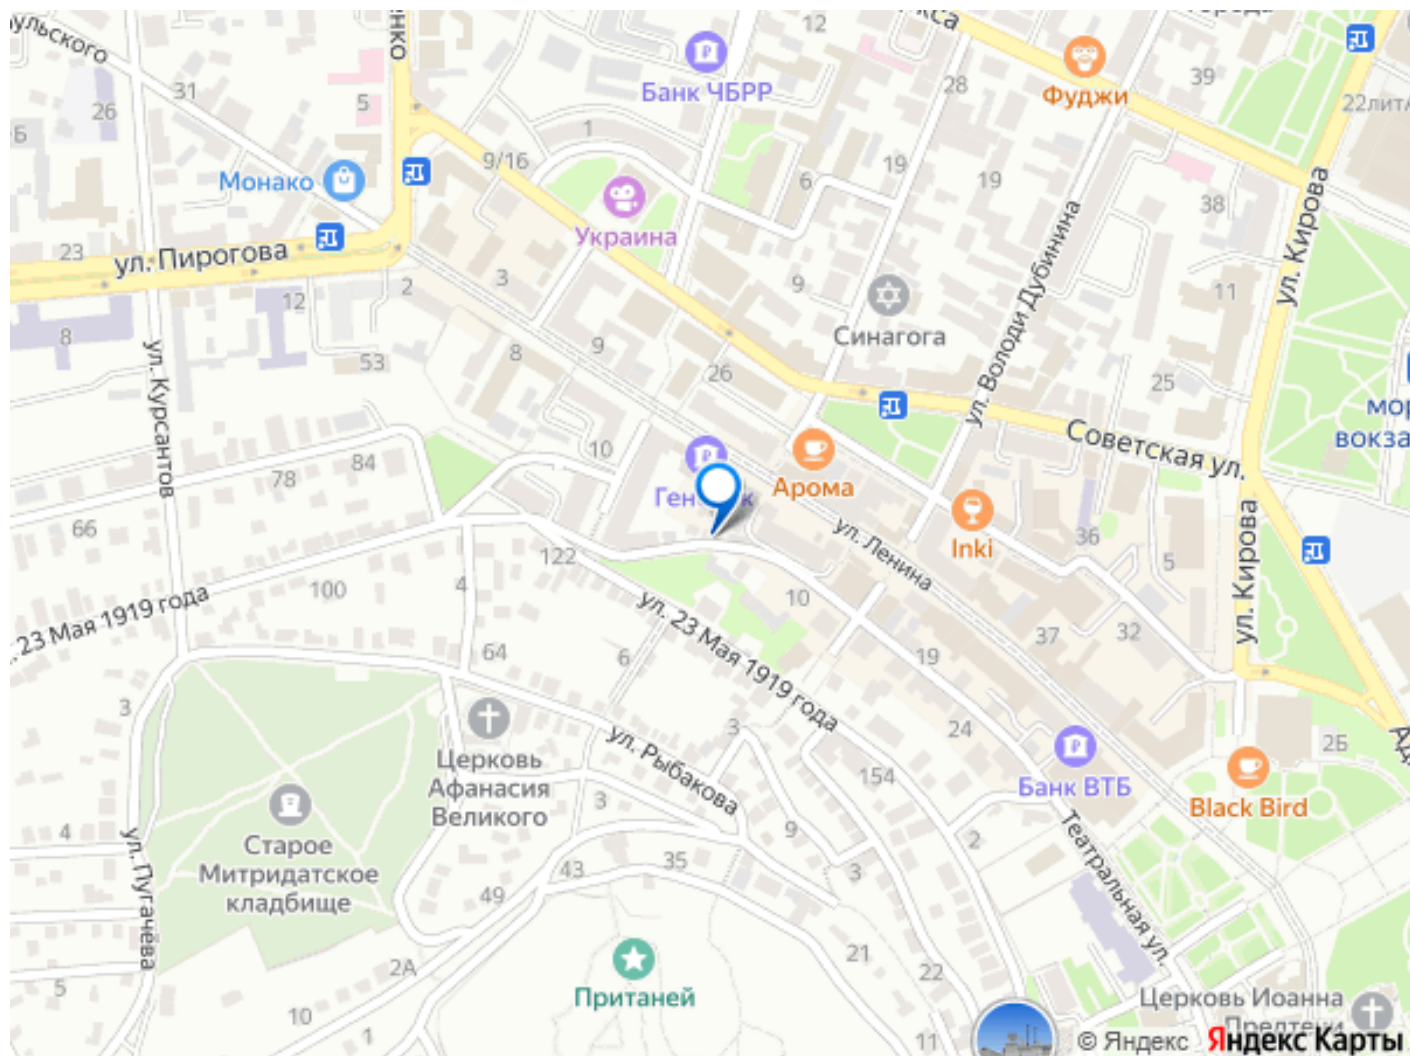 ульского
енко
кса
Города
12
Банк ЧБРР
Фуджи
39
28
22лит
31
26
5
Б
1
9/16
Монако
19
6
19
38
ул. Кирова
Украина
ул. Пирогова
23
12
2
3
9
11
Синагога
ул. Володи Дубинина
8
ул. Курсантов
53
8
9
26
25
мор
вокза
Советская ул.
10
84
78
ул. Кирова
Арома
Inki
36
5
66
122
ул. Ленина
4
100
10
37
32
23 Мая 1919 года
ул. 23 Мая 1919 года
64
6
19
3
3
24
2Б
Церковь
Афанасия
Великого
ул. Рыбакова
154
Банк ВТБ
Black Bird
Старое
Митридатское
кладбище
4
ул. Пугачёва
3
9
2
43
35
3
49
Театральная ул.
2А
5
21
22
Пританей
10
1
11
Церковь Иоанна
Предтечи
© Яндекс Яндекс Карты